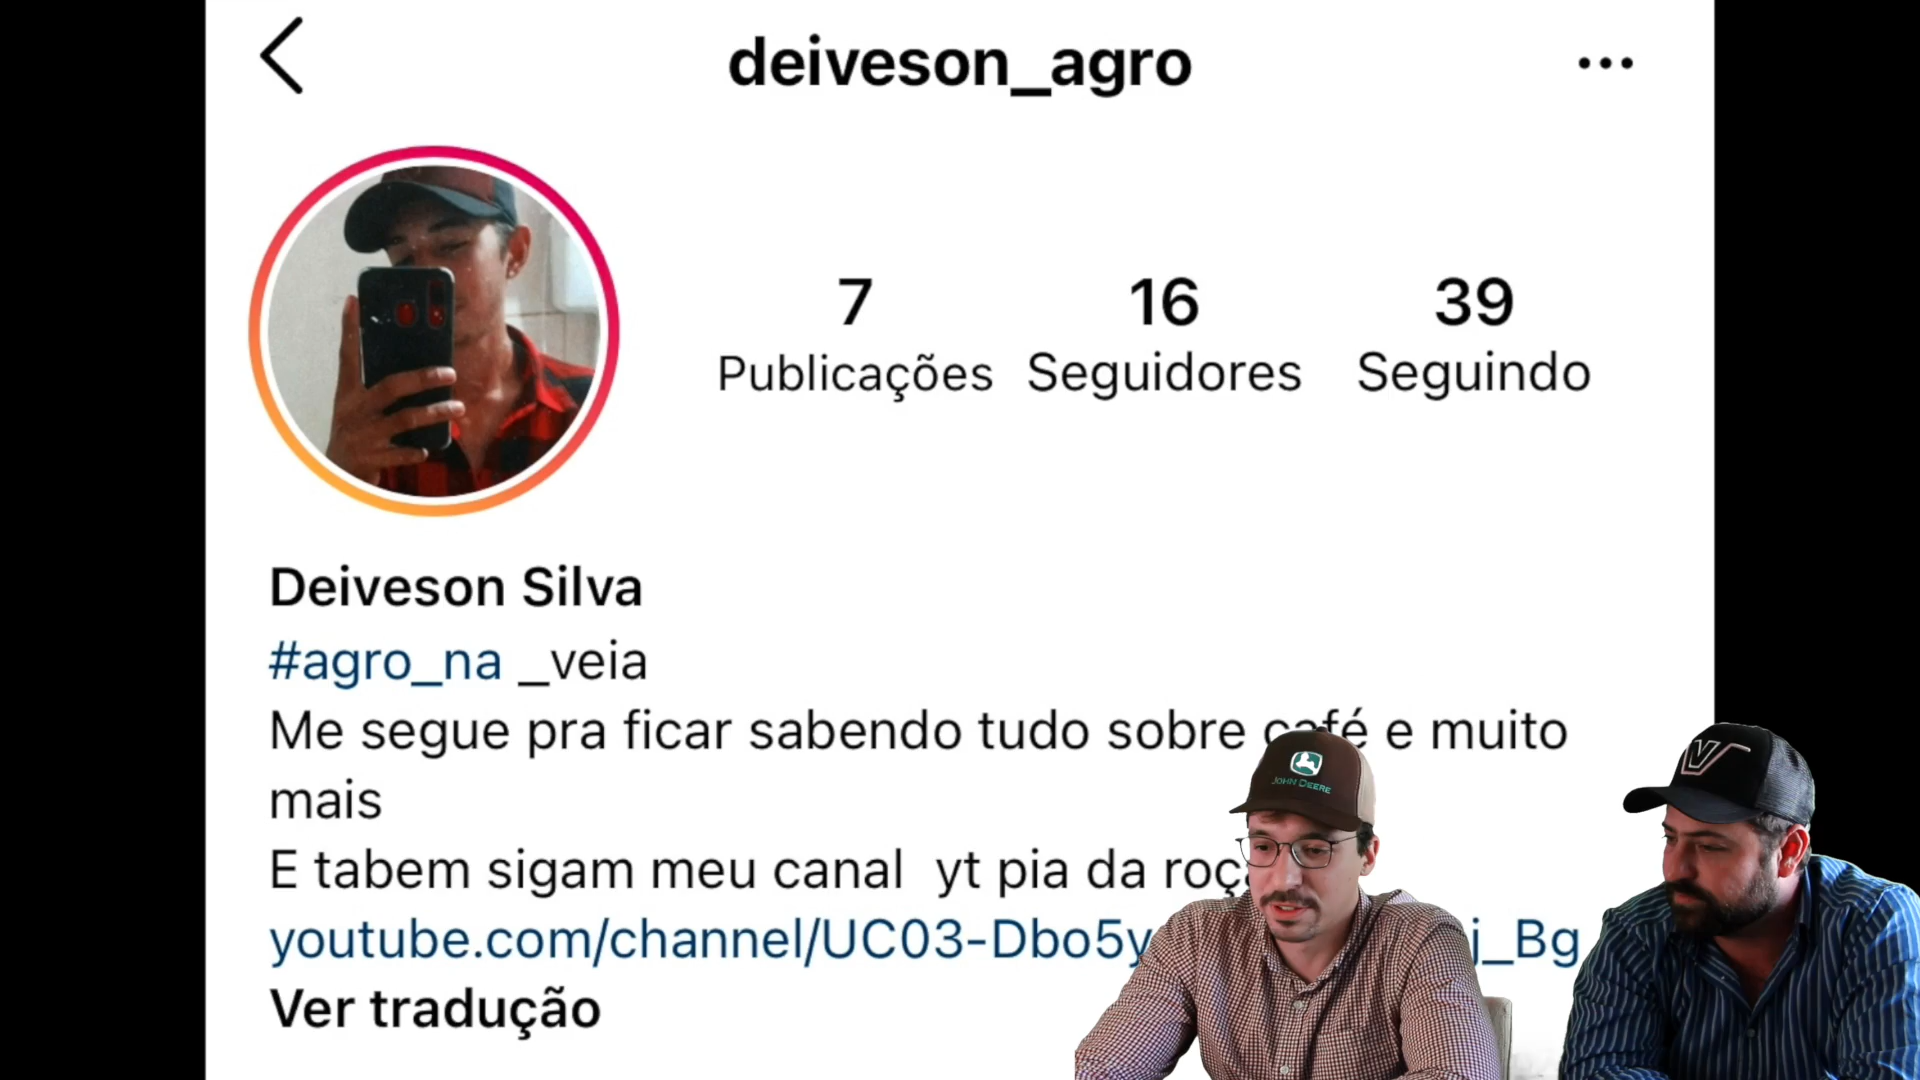 deiveson_agro
7 16 39
Publicações Seguidores Seguindo
Deiveson Silva
#agro_na _veia
Me segue pra ficar sabendo tudo sobre café e muito
mais
E tabem sigam meu canal yt pia da
youtube.com/channel/UC03-Dbo5y
j_Bg
Ver tradução
JOHN DEERE